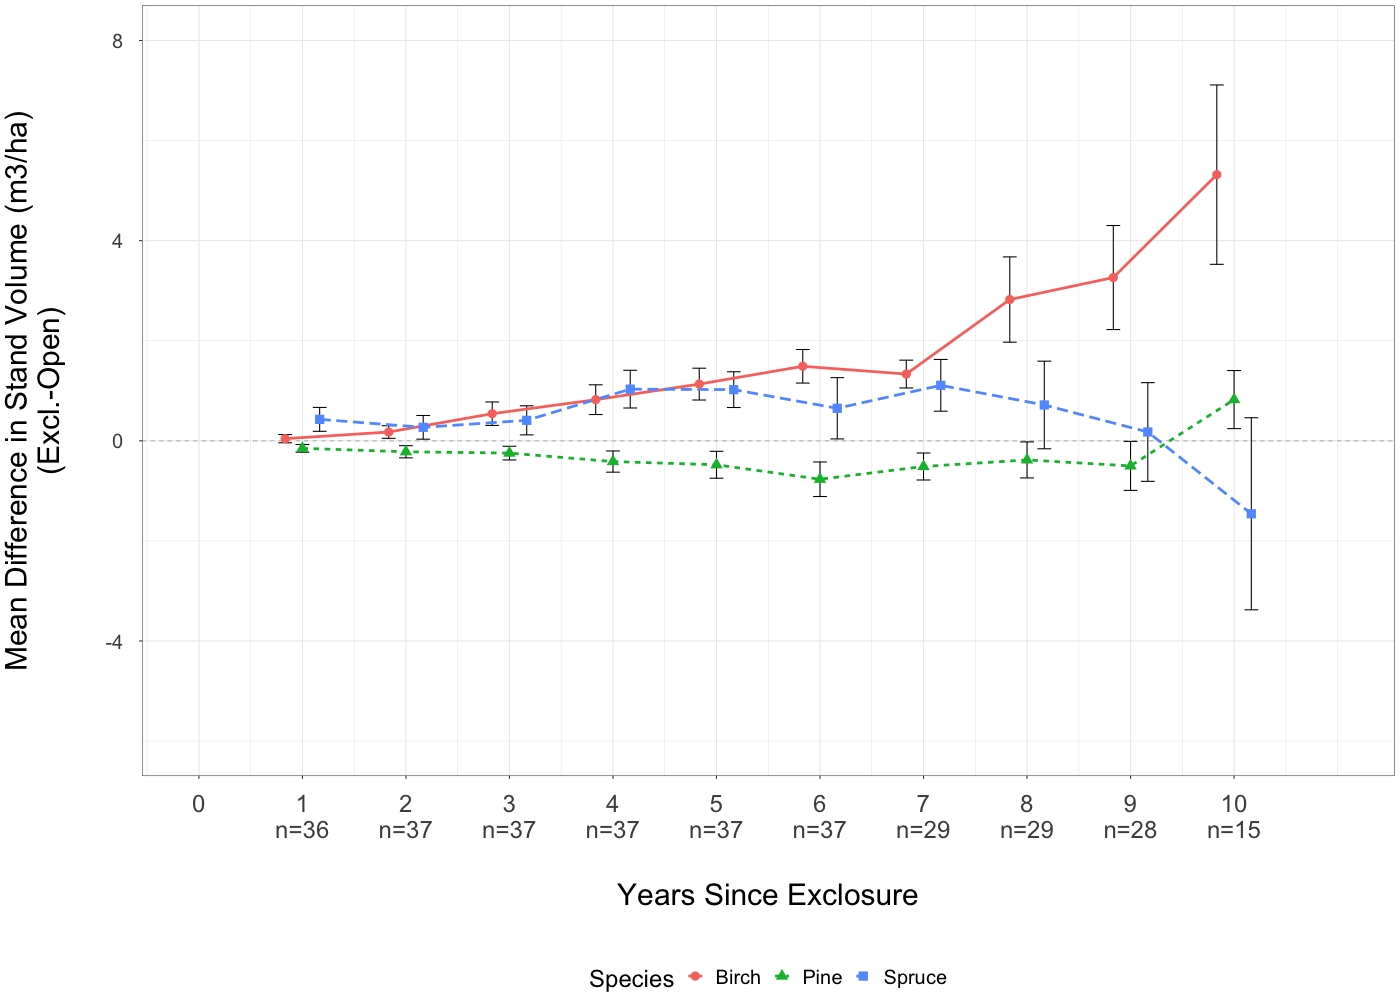 Mean Difference in Stand Volume (m3/ha)
(Excl.-Open)
8
4
0
-4
0 1 2 3 4 5 6 7 8 9 10
n=36 n=37 n=37 n=37 n=37 n=37 n=29 n=29 n=28 n=15
Years Since Exclosure
Species Birch Pine Spruce